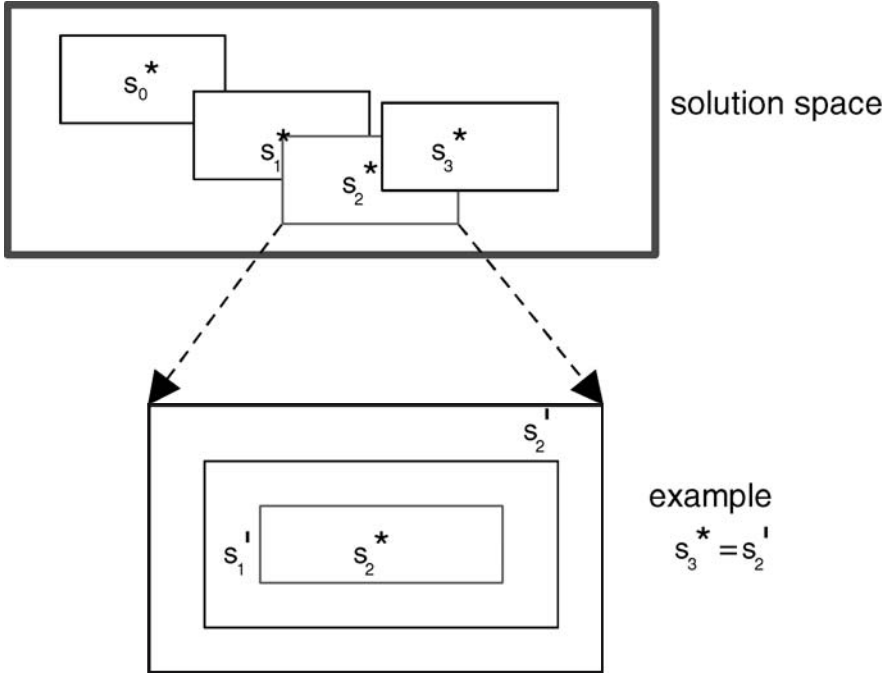 s₀*
solution space
s₁*
s₂*
s₃*
s₂'
example
s₃* = s₂'
s₁'
s₂*